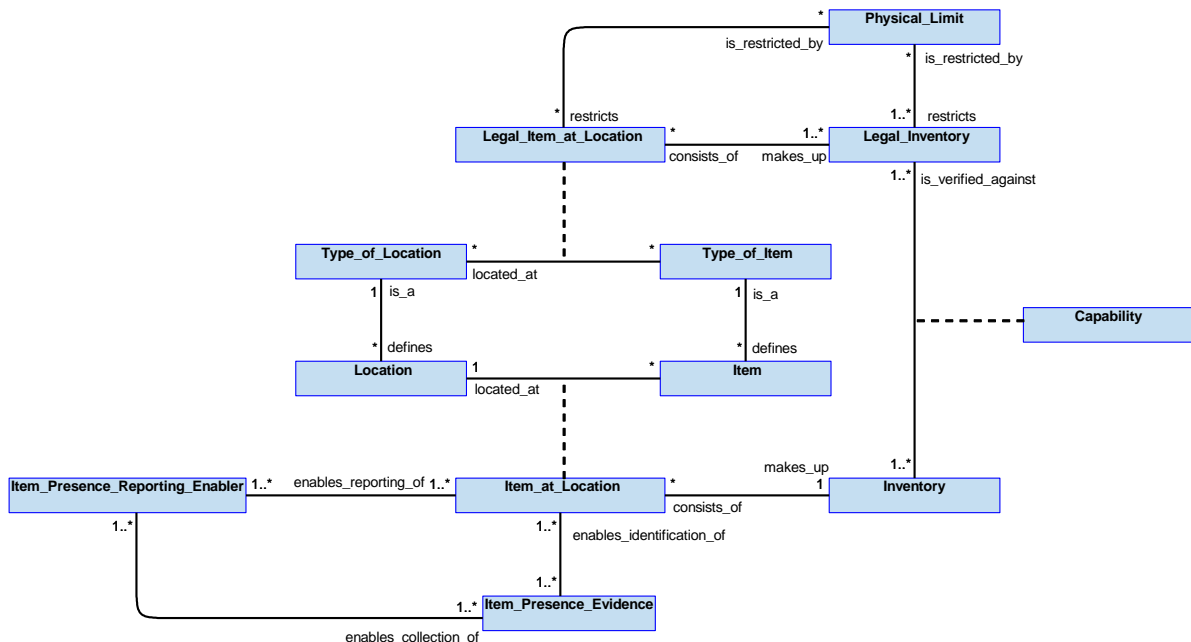 * Physical_Limit
is_restricted_by * is_restricted_by
* restricts 1..* restricts
Legal_Item_at_Location * 1..* Legal_Inventory
consists_of makes_up 1..* is_verified_against
Type_of_Location * * Type_of_Item
located_at
1 is_a 1 is_a
Capability
* defines * defines
Location 1 * Item
located_at
makes_up 1..*
Item_Presence_Reporting_Enabler 1..* enables_reporting_of 1..* Item_at_Location * 1 Inventory
consists_of
1..* 1..* enables_identification_of
1..*
1..* Item_Presence_Evidence
enables_collection_of